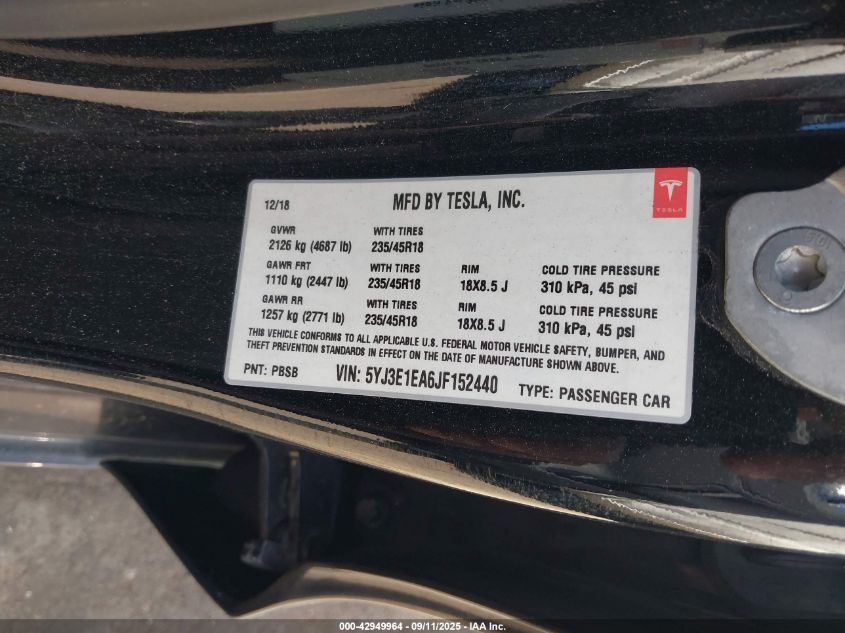 12/18 MFD BY TESLA, INC.
TESLA
GVWR WITH TIRES
2126 kg (4687 lb) 235/45R18
GAWR FRT WITH TIRES RIM COLD TIRE PRESSURE
1110 kg (2447 lb) 235/45R18 18X8.5 J 310 kPa, 45 psi
GAWR RR WITH TIRES RIM COLD TIRE PRESSURE
1257 kg (2771 lb) 235/45R18 18X8.5 J 310 kPa, 45 psi
THIS VEHICLE CONFORMS TO ALL APPLICABLE U.S. FEDERAL MOTOR VEHICLE SAFETY, BUMPER, AND
THEFT PREVENTION STANDARDS IN EFFECT ON THE DATE OF MANUFACTURE SHOWN ABOVE.
PNT: PBSB VIN: 5YJ3E1EA6JF152440 TYPE: PASSENGER CAR
000-42949964 - 09/11/2025 - IAA Inc.